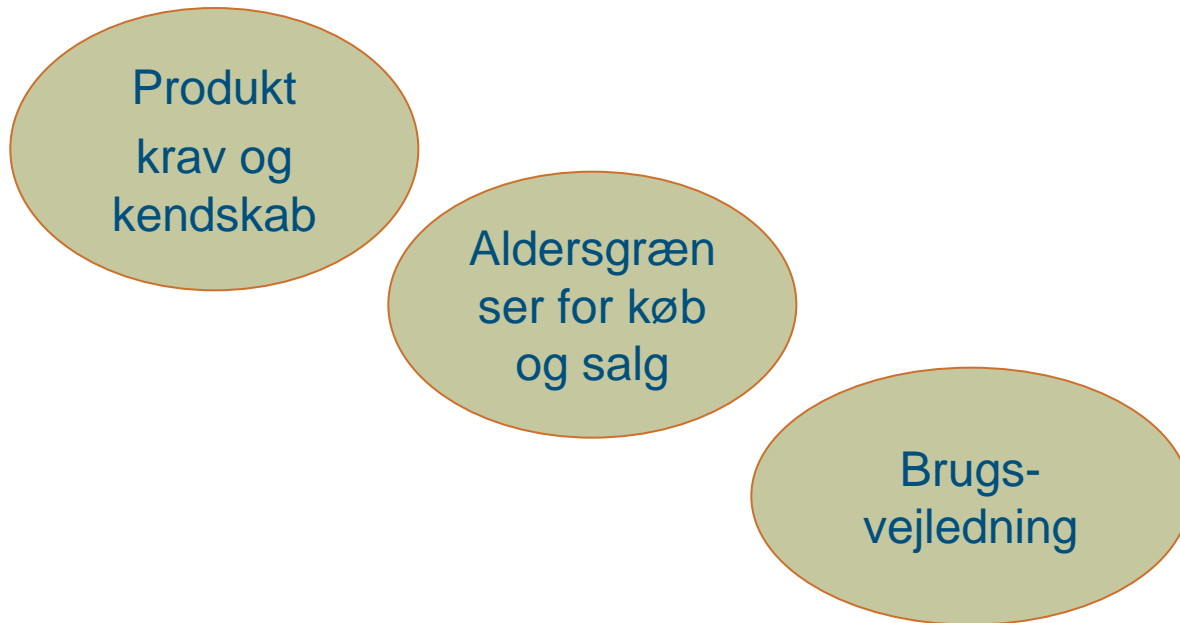 Produkt
krav og
kendskab
Aldersgræn
ser for køb
og salg
Brugs-
vejledning